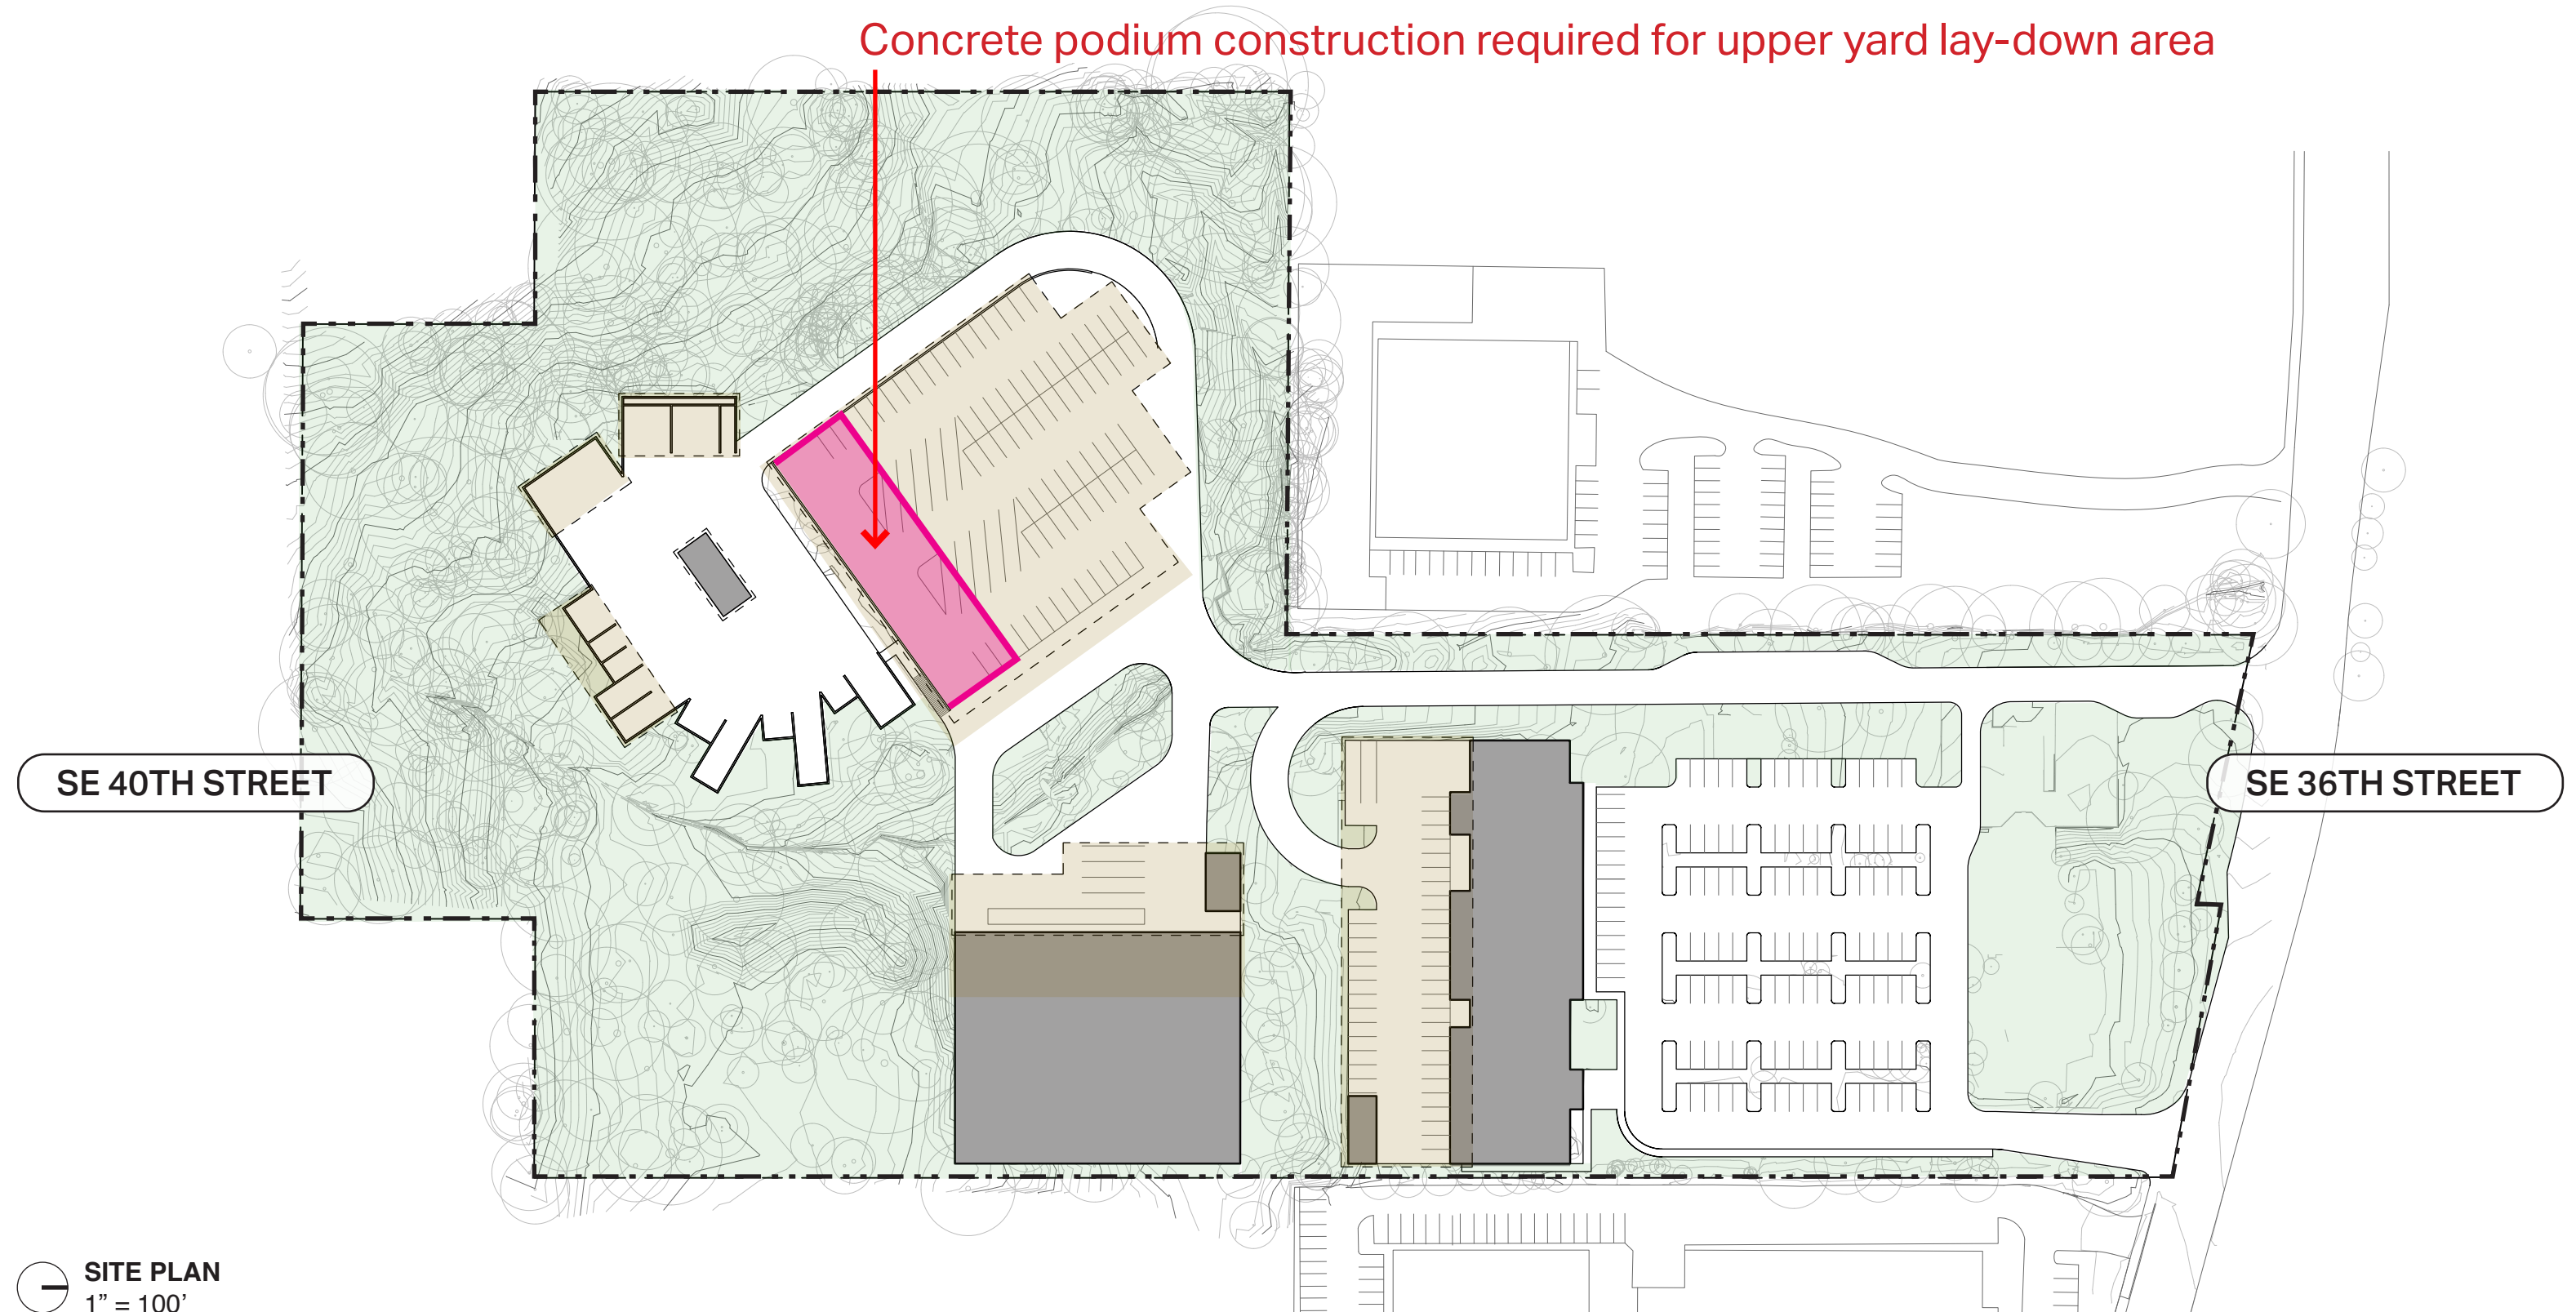 Concrete podium construction required for upper yard lay-down area
SE 40TH STREET
SE 36TH STREET
SITE PLAN
1” = 100’